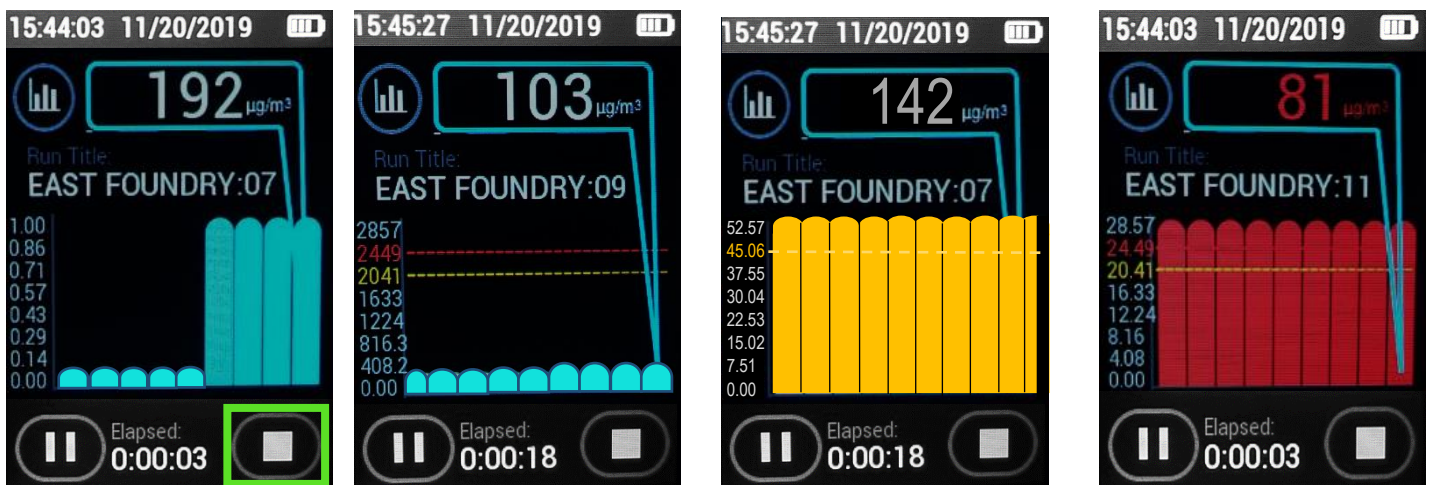 15:44:03 11/20/2019
192 µg/m³
Run Title:
EAST FOUNDRY:07
1.00
0.86
0.71
0.57
0.43
0.29
0.14
0.00
Elapsed:
0:00:03
15:45:27 11/20/2019
103 µg/m³
Run Title:
EAST FOUNDRY:09
2857
2449
2041
1633
1224
816.3
408.2
0.00
Elapsed:
0:00:18
15:45:27 11/20/2019
142 µg/m³
Run Title:
EAST FOUNDRY:07
52.57
45.06
37.55
30.04
22.53
15.02
7.51
0.00
Elapsed:
0:00:18
15:44:03 11/20/2019
81 µg/m³
Run Title:
EAST FOUNDRY:11
28.57
24.49
20.41
16.33
12.24
8.16
4.08
0.00
Elapsed:
0:00:03